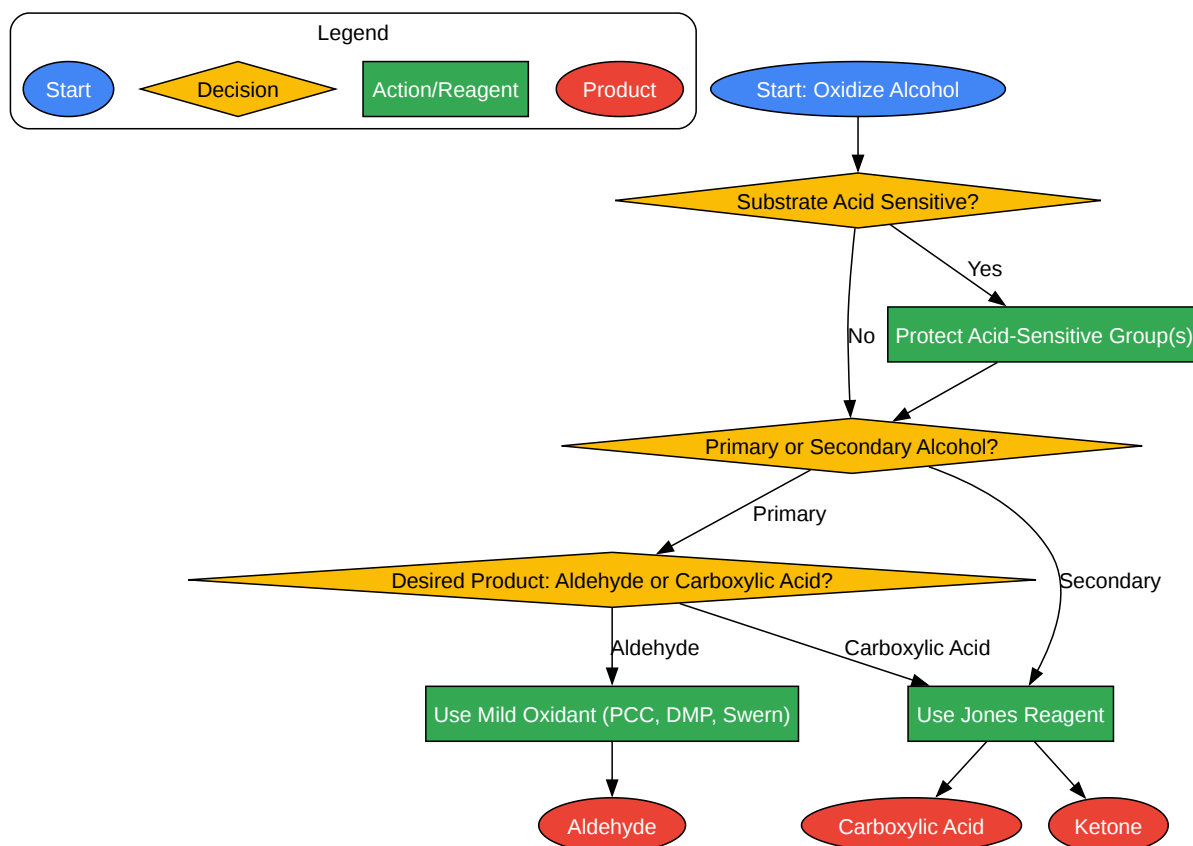 Legend
Start
Decision
Action/Reagent
Product
Start: Oxidize Alcohol
Substrate Acid Sensitive?
Yes
No
Protect Acid-Sensitive Group(s)
Primary or Secondary Alcohol?
Primary
Secondary
Desired Product: Aldehyde or Carboxylic Acid?
Aldehyde
Carboxylic Acid
Use Mild Oxidant (PCC, DMP, Swern)
Use Jones Reagent
Aldehyde
Carboxylic Acid
Ketone